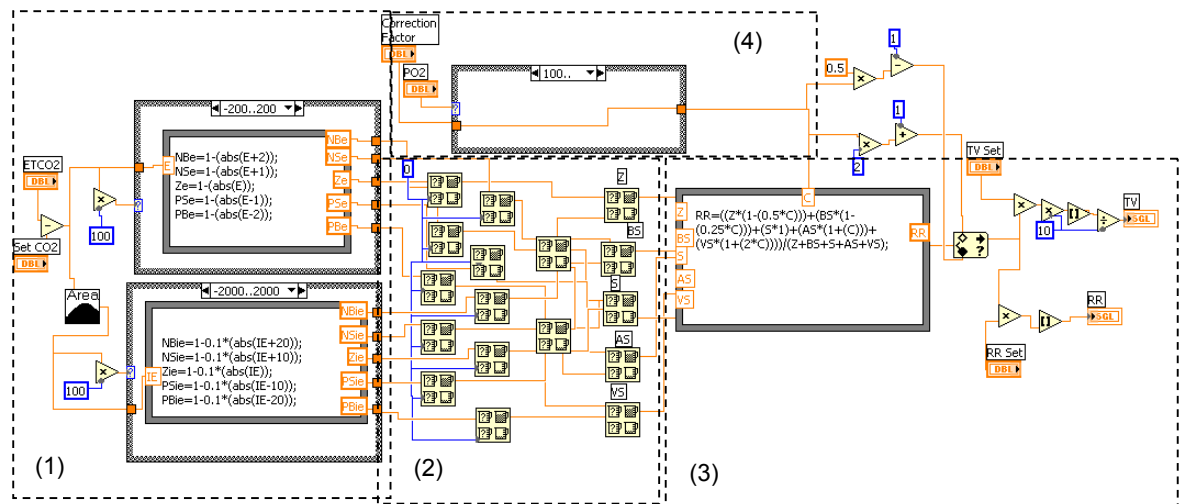 Correction
Factor
DBL
(4)
1
PO2
DBL
100..
?
0.5
-200..200
1
NBe
NSe
Ze
PSe
PBe
E
NBe=1-(abs(E+2));
NSe=1-(abs(E+1));
Ze=1-(abs(E));
PSe=1-(abs(E-1));
PBe=1-(abs(E-2));
ETCO2
DBL
?
100
Set CO2
DBL
Area
0
2
TV Set
DBL
Z
BS
S
AS
VS
C
Z
BS
S
AS
VS
RR=((Z*(1-(0.5*C)))+(BS*(1-
0.25*C)))+(S*1)+(AS*(1+(C)))+
(VS*(1+(2*C))))/(Z+BS+S+AS+VS);
RR
?
10
TV
SGL
RR
SGL
RR Set
DBL
-2000..2000
NBie
NSie
Zie
PSie
PBie
IE
NBie=1-0.1*(abs(IE+20));
NSie=1-0.1*(abs(IE+10));
Zie=1-0.1*(abs(IE));
PSie=1-0.1*(abs(IE-10));
PBie=1-0.1*(abs(IE-20));
?
100
(1)
(2)
(3)